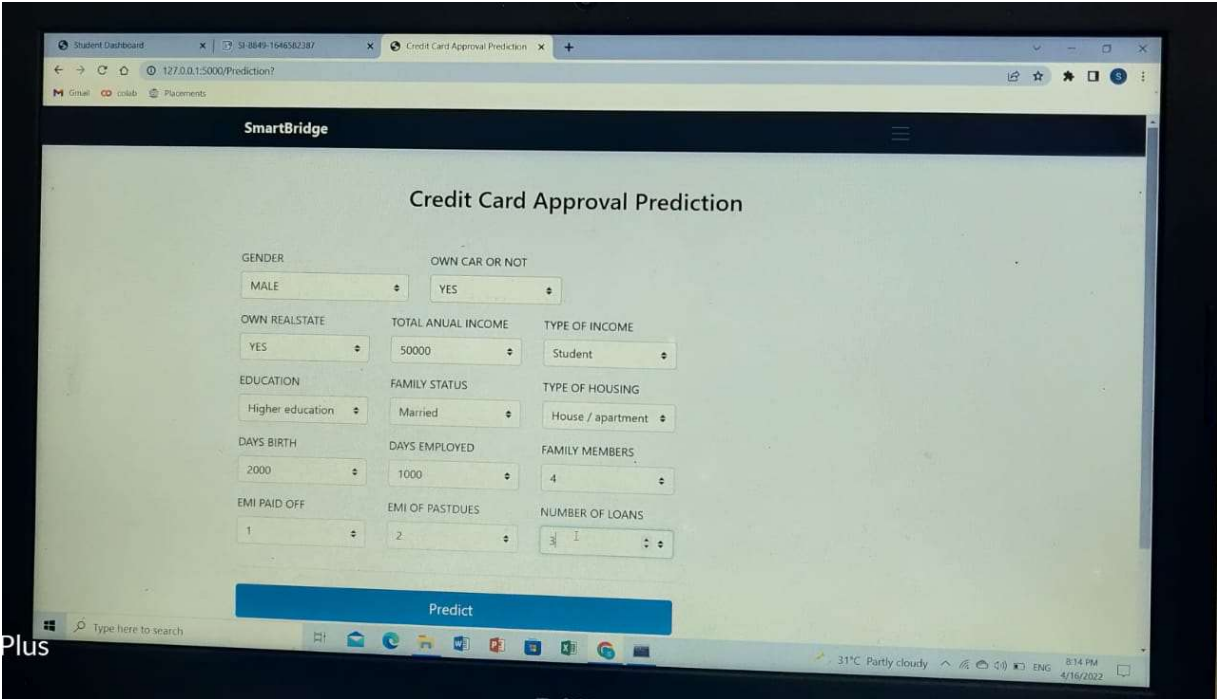 Student Dashboard SI-8849-1646582387 Credit Card Approval Prediction
127.0.0.1:5000/Prediction?
Gmail colab Placements
SmartBridge
Credit Card Approval Prediction
GENDER OWN CAR OR NOT
MALE YES
OWN REALSTATE TOTAL ANUAL INCOME TYPE OF INCOME
YES 50000 Student
EDUCATION FAMILY STATUS TYPE OF HOUSING
Higher education Married House / apartment
DAYS BIRTH DAYS EMPLOYED FAMILY MEMBERS
2000 1000 4
EMI PAID OFF EMI OF PASTDUES NUMBER OF LOANS
1 2 3
Predict
Type here to search
31°C Partly cloudy ENG 8:14 PM
4/16/2022
Plus